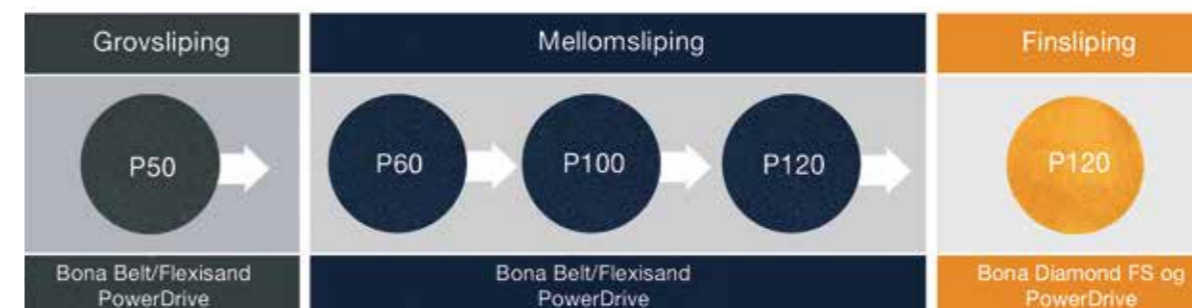 Grovsliping
Mellomsliping
Finsliping
P50
P60
P100
P120
P120
Bona Belt/Flexisand
PowerDrive
Bona Belt/Flexisand
PowerDrive
Bona Diamond FS og
PowerDrive